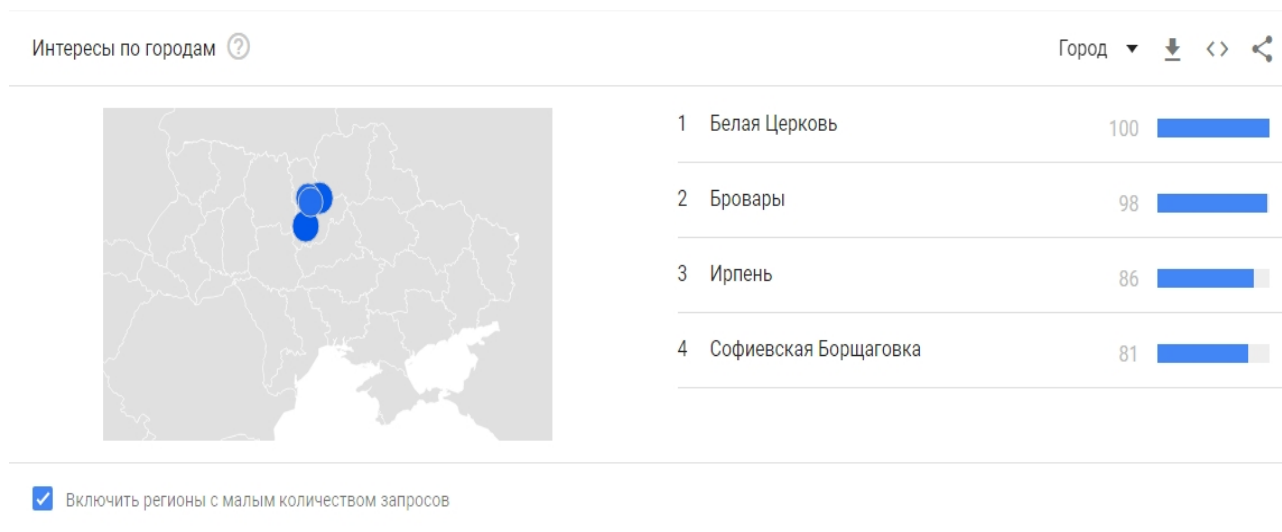 Интересы по городам ?
Город
1 Белая Церковь 100
2 Бровары 98
3 Ирпень 86
4 Софиевская Борщаговка 81
Включить регионы с малым количеством запросов